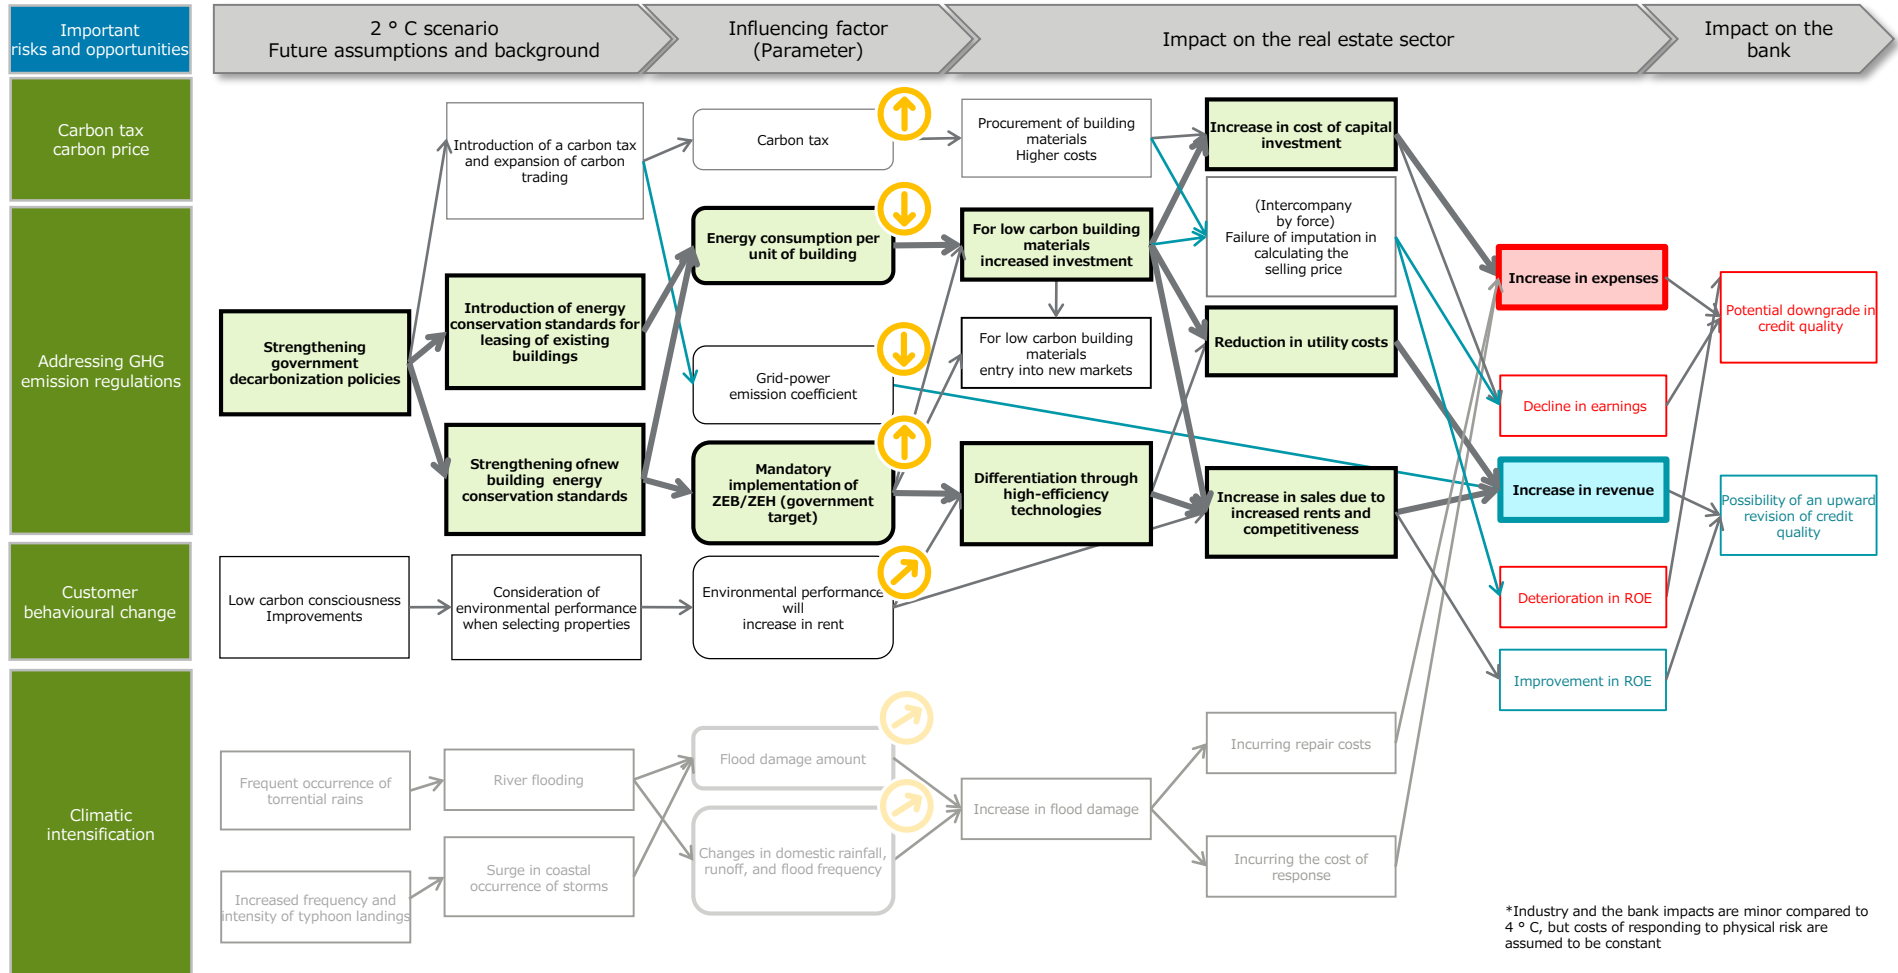 Important
risks and opportunities
2 ° C scenario
Future assumptions and background
Influencing factor
(Parameter)
Impact on the real estate sector
Impact on the
bank
Carbon tax
carbon price
Introduction of a carbon tax
and expansion of carbon
trading
Carbon tax
Procurement of building
materials
Higher costs
Increase in cost of capital
investment
(Intercompany
by force)
Failure of imputation in
calculating the
selling price
Addressing GHG
emission regulations
Strengthening
government
decarbonization policies
Introduction of energy
conservation standards for
leasing of existing
buildings
Strengthening ofnew
building energy
conservation standards
Energy consumption per
unit of building
Grid-power
emission coefficient
Mandatory
implementation of
ZEB/ZEH (government
target)
For low carbon building
materials
increased investment
For low carbon building
materials
entry into new markets
Differentiation through
high-efficiency
technologies
Reduction in utility costs
Increase in sales due to
increased rents and
competitiveness
Increase in expenses
Decline in earnings
Increase in revenue
Deterioration in ROE
Improvement in ROE
Potential downgrade in
credit quality
Possibility of an upward
revision of credit
quality
Customer
behavioural change
Low carbon consciousness
Improvements
Consideration of
environmental performance
when selecting properties
Environmental performance
will
increase in rent
Climatic
intensification
Frequent occurrence of
torrential rains
Increased frequency and
intensity of typhoon landings
River flooding
Surge in coastal
occurrence of storms
Flood damage amount
Changes in domestic rainfall,
runoff, and flood frequency
Increase in flood damage
Incurring repair costs
Incurring the cost of
response
*Industry and the bank impacts are minor compared to
4 ° C, but costs of responding to physical risk are
assumed to be constant